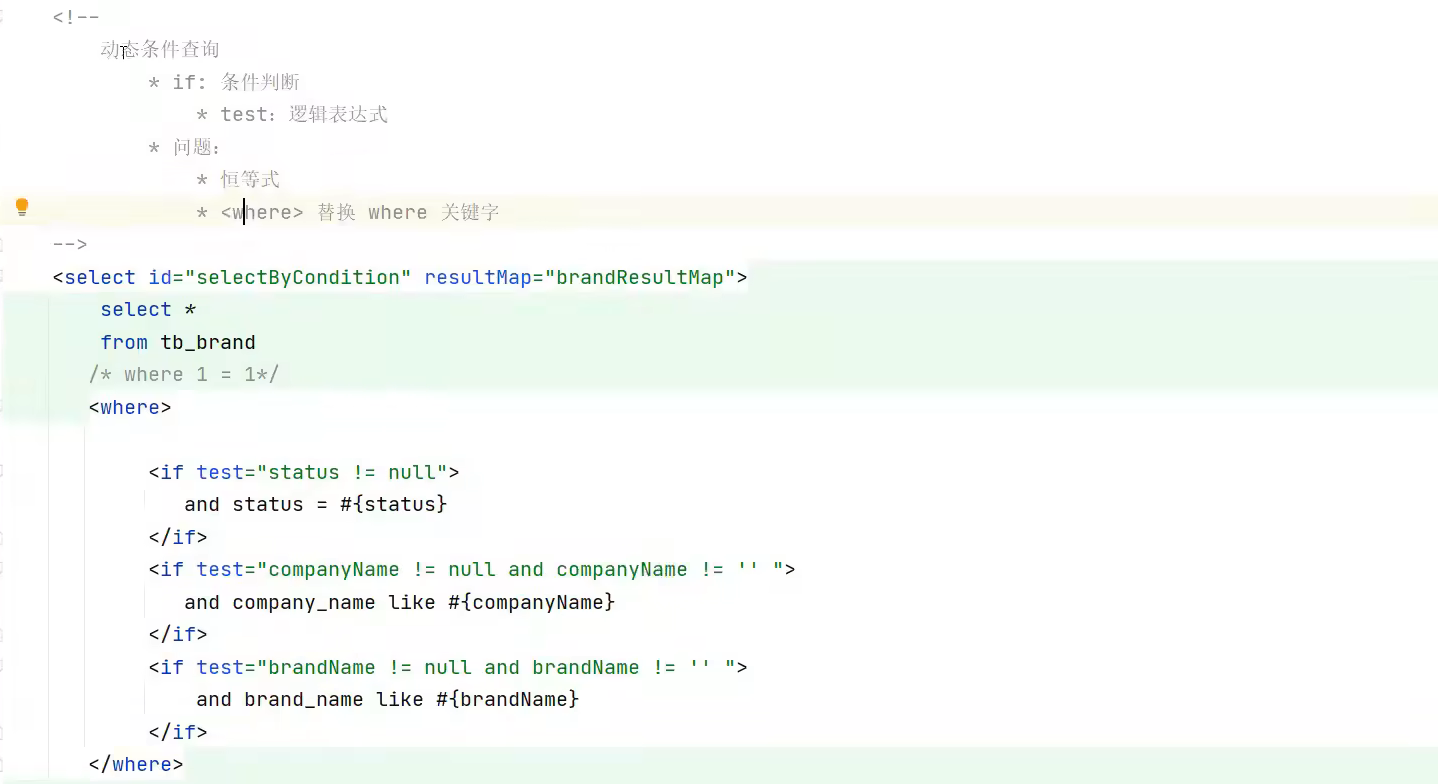 <!--
动态条件查询
* if: 条件判断
* test：逻辑表达式
* 问题：
* 恒等式
* <where> 替换 where 关键字
-->
<select id="selectByCondition" resultMap="brandResultMap">
select *
from tb_brand
/* where 1 = 1*/
<where>
<if test="status != null">
and status = #{status}
</if>
<if test="companyName != null and companyName != '' ">
and company_name like #{companyName}
</if>
<if test="brandName != null and brandName != '' ">
and brand_name like #{brandName}
</if>
</where>